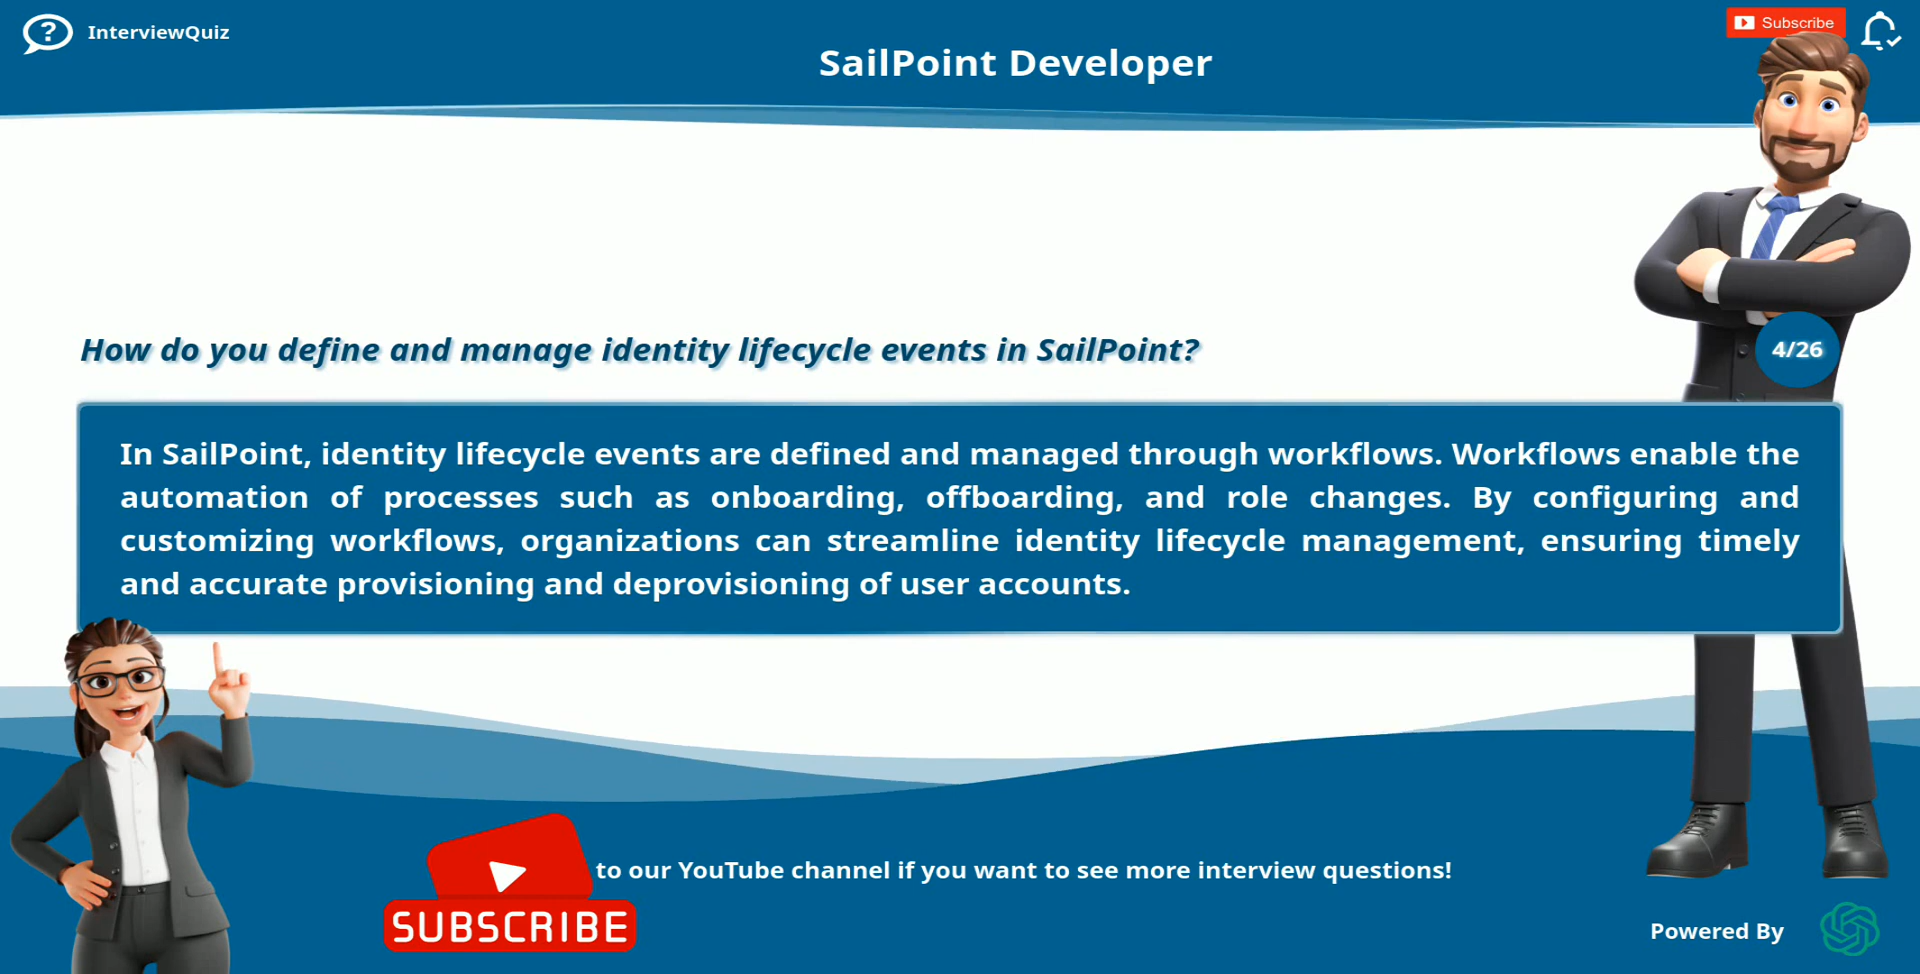 InterviewQuiz
Subscribe
SailPoint Developer
How do you define and manage identity lifecycle events in SailPoint?
4/26
In SailPoint, identity lifecycle events are defined and managed through workflows. Workflows enable the
automation of processes such as onboarding, offboarding, and role changes. By configuring and
customizing workflows, organizations can streamline identity lifecycle management, ensuring timely
and accurate provisioning and deprovisioning of user accounts.
to our YouTube channel if you want to see more interview questions!
SUBSCRIBE
Powered By